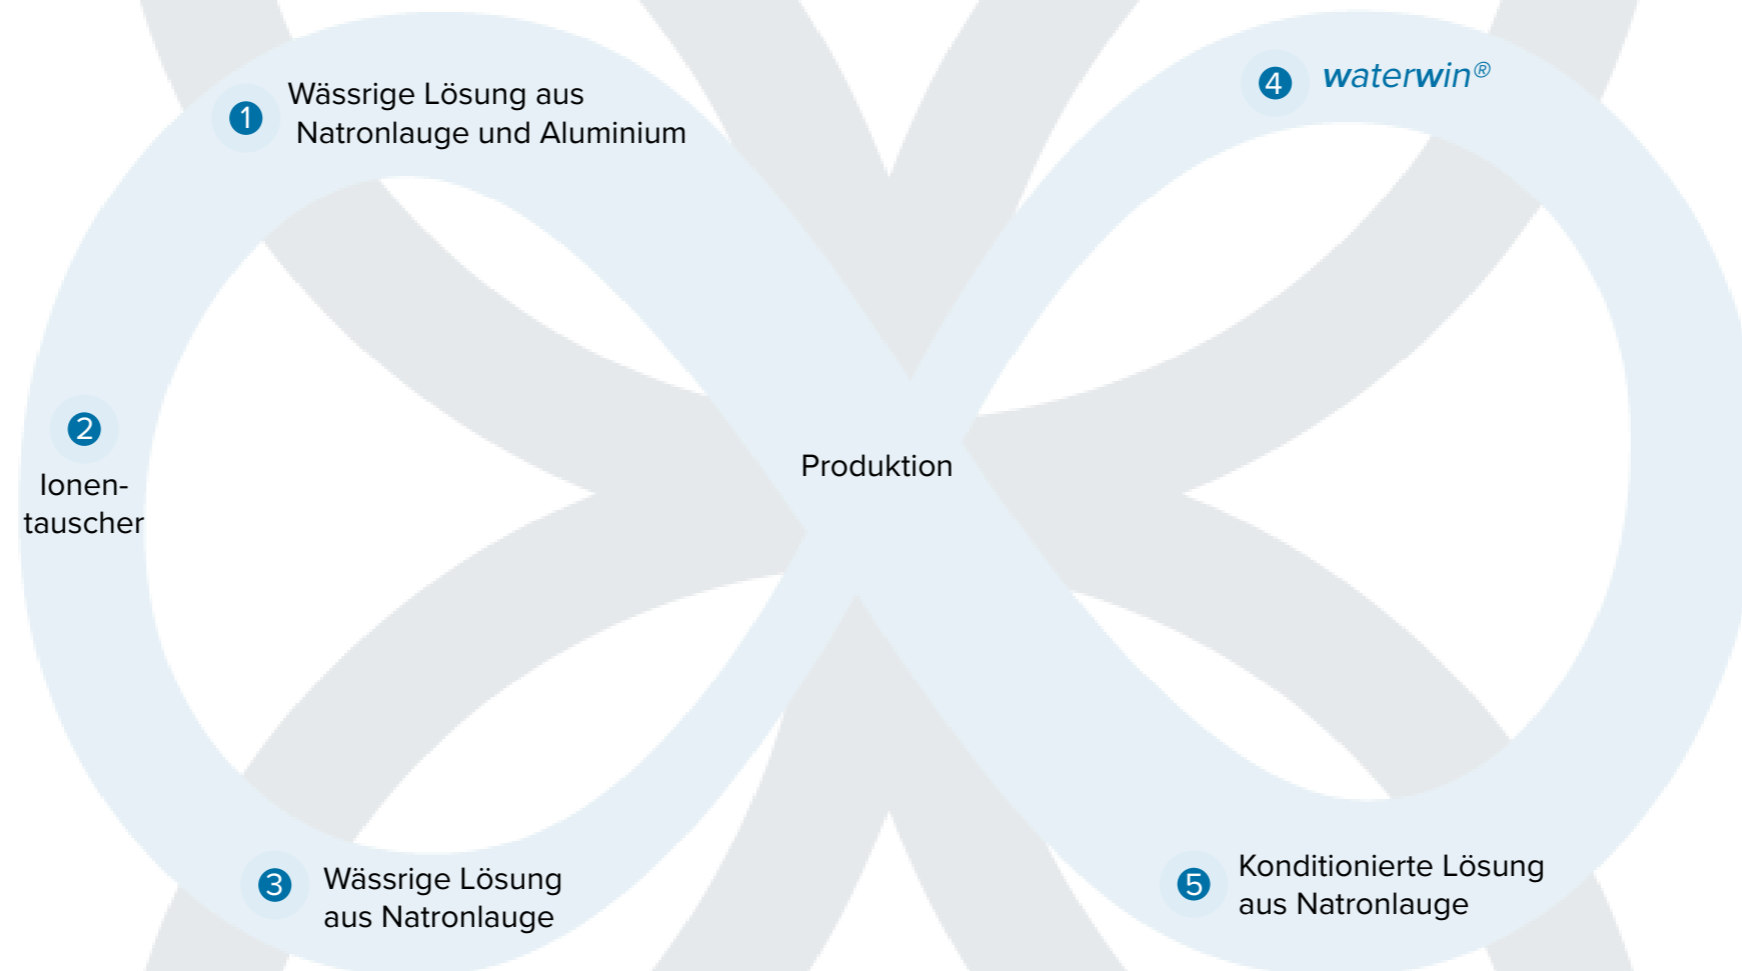 1 Wässrige Lösung aus
Natronlauge und Aluminium
2
Ionen-
tauscher
3 Wässrige Lösung
aus Natronlauge
Produktion
4 waterwin®
5 Konditionierte Lösung
aus Natronlauge